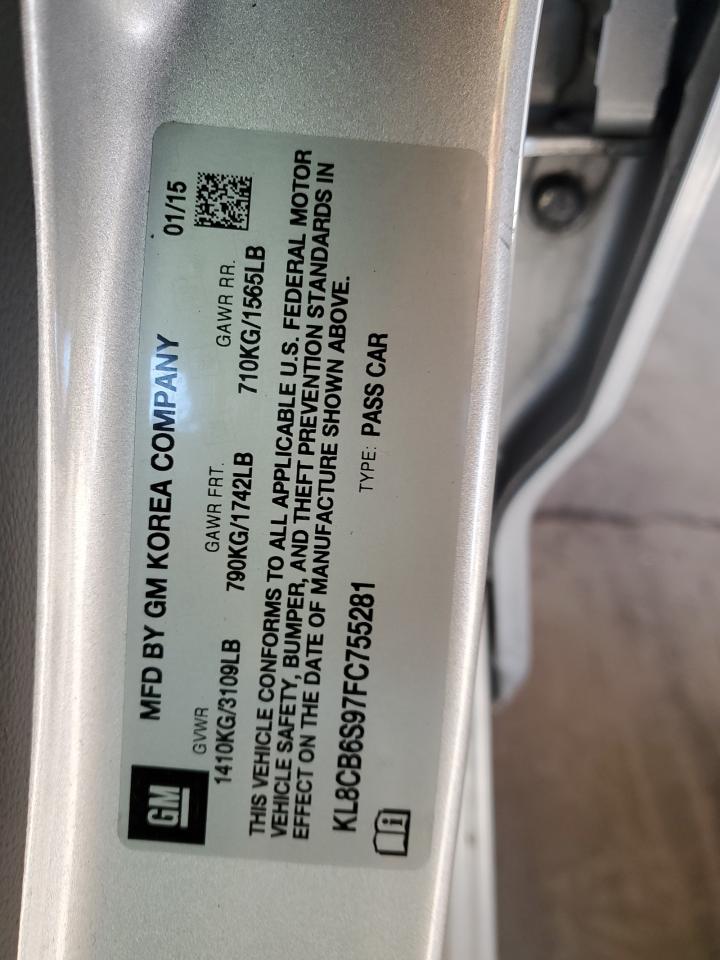 GM
MFD BY GM KOREA COMPANY
01/15
GVWR
GAWR FRT.
GAWR RR.
1410KG/3109LB
790KG/1742LB
710KG/1565LB
THIS VEHICLE CONFORMS TO ALL APPLICABLE U.S. FEDERAL MOTOR
VEHICLE SAFETY, BUMPER, AND THEFT PREVENTION STANDARDS IN
EFFECT ON THE DATE OF MANUFACTURE SHOWN ABOVE.
KL8CB6S97FC755281
TYPE: PASS CAR